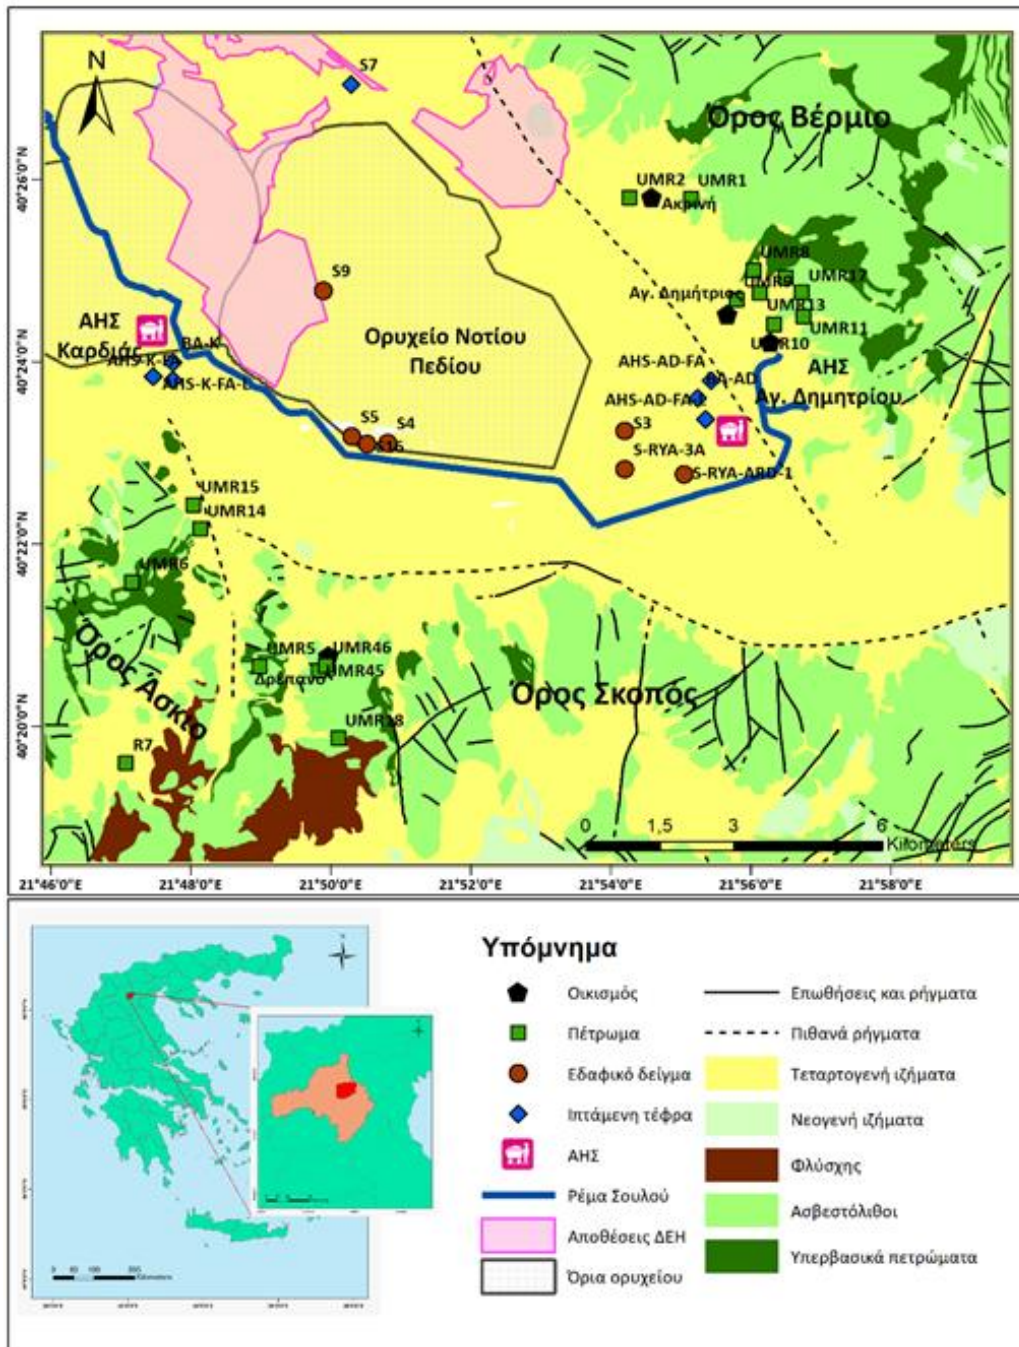 N
S7
Όρος Βέρμιο
40°26'0"N
UMR2
UMR1
Ακρινή
UMR8
S9
UMR9
UMR17
Αγ. Δημήτριος
UMR13
ΑΗΣ
Καρδιάς
BA-K
Ορυχείο Νοτίου
Πεδίου
UMR11
UMR10
40°24'0"N
AHS-K-FA
AHS-K-FA-L
AHS-AD-FA
BA-AD
ΑΗΣ
Αγ. Δημητρίου
AHS-AD-FA-L
S5
S4
S16
S3
S-RYA-3A
S-RYA-ARD-1
UMR15
UMR14
40°22'0"N
UMR6
Όρος Άσκιο
UMR5
UMR46
Δρέπανο
UMR45
Όρος Σκοπός
40°20'0"N
UMR18
R7
0
1,5
3
6
Kilometers
21°46'0"E
21°48'0"E
21°50'0"E
21°52'0"E
21°54'0"E
21°56'0"E
21°58'0"E
Υπόμνημα
Οικισμός
Πέτρωμα
Εδαφικό δείγμα
Ιπτάμενη τέφρα
ΑΗΣ
Ρέμα Σουλού
Αποθέσεις ΔΕΗ
Όρια ορυχείου
Επωθήσεις και ρήγματα
Πιθανά ρήγματα
Τεταρτογενή ιζήματα
Νεογενή ιζήματα
Φλύσχης
Ασβεστόλιθοι
Υπερβασικά πετρώματα